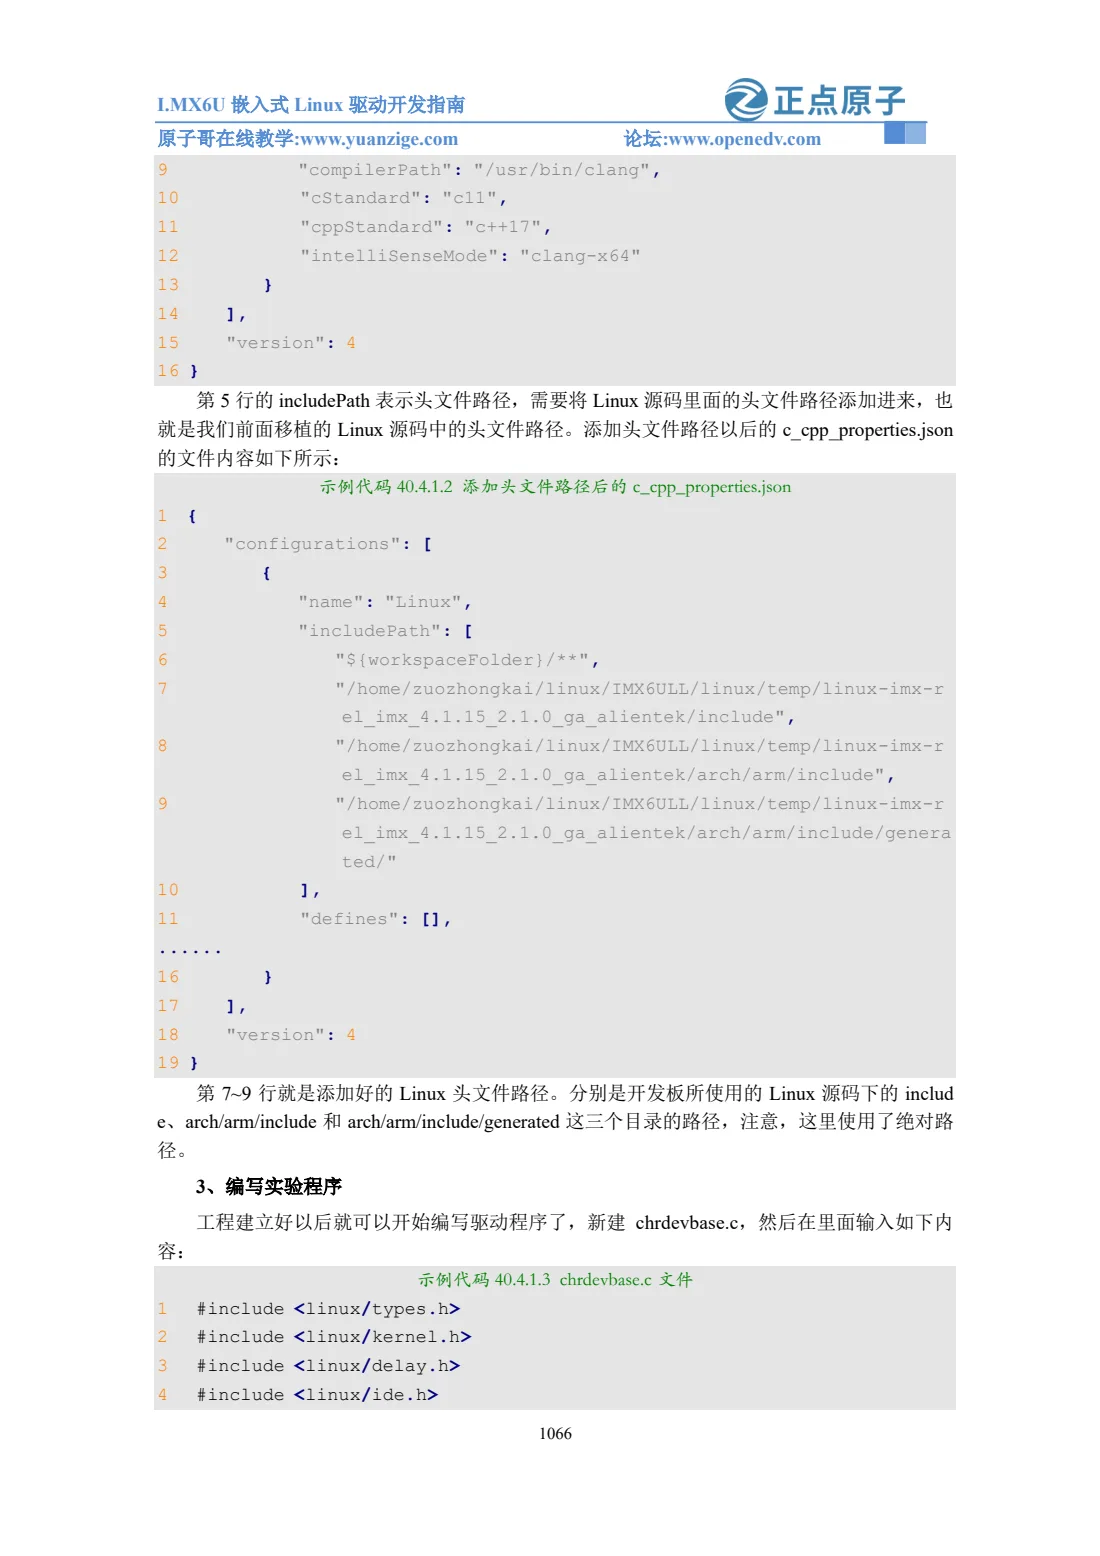 I.MX6U 嵌入式 Linux 驱动开发指南
正点原子
原子哥在线教学:www.yuanzige.com 论坛:www.openedv.com
9 "compilerPath": "/usr/bin/clang",
10 "cStandard": "c11",
11 "cppStandard": "c++17",
12 "intelliSenseMode": "clang-x64"
13 }
14 ],
15 "version": 4
16 }
第 5 行的 includePath 表示头文件路径，需要将 Linux 源码里面的头文件路径添加进来，也
就是我们前面移植的 Linux 源码中的头文件路径。添加头文件路径以后的 c_cpp_properties.json
的文件内容如下所示：
示例代码 40.4.1.2 添加头文件路径后的 c_cpp_properties.json
1 {
2 "configurations": [
3 {
4 "name": "Linux",
5 "includePath": [
6 "${workspaceFolder}/**",
7 "/home/zuozhongkai/linux/IMX6ULL/linux/temp/linux-imx-r
el_imx_4.1.15_2.1.0_ga_alientek/include",
8 "/home/zuozhongkai/linux/IMX6ULL/linux/temp/linux-imx-r
el_imx_4.1.15_2.1.0_ga_alientek/arch/arm/include",
9 "/home/zuozhongkai/linux/IMX6ULL/linux/temp/linux-imx-r
el_imx_4.1.15_2.1.0_ga_alientek/arch/arm/include/genera
ted/"
10 ],
11 "defines": [],
......
16 }
17 ],
18 "version": 4
19 }
第 7~9 行就是添加好的 Linux 头文件路径。分别是开发板所使用的 Linux 源码下的 includ
e、arch/arm/include 和 arch/arm/include/generated 这三个目录的路径，注意，这里使用了绝对路
径。
3、编写实验程序
工程建立好以后就可以开始编写驱动程序了，新建 chrdevbase.c，然后在里面输入如下内
容：
示例代码 40.4.1.3 chrdevbase.c 文件
1 #include <linux/types.h>
2 #include <linux/kernel.h>
3 #include <linux/delay.h>
4 #include <linux/ide.h>
1066